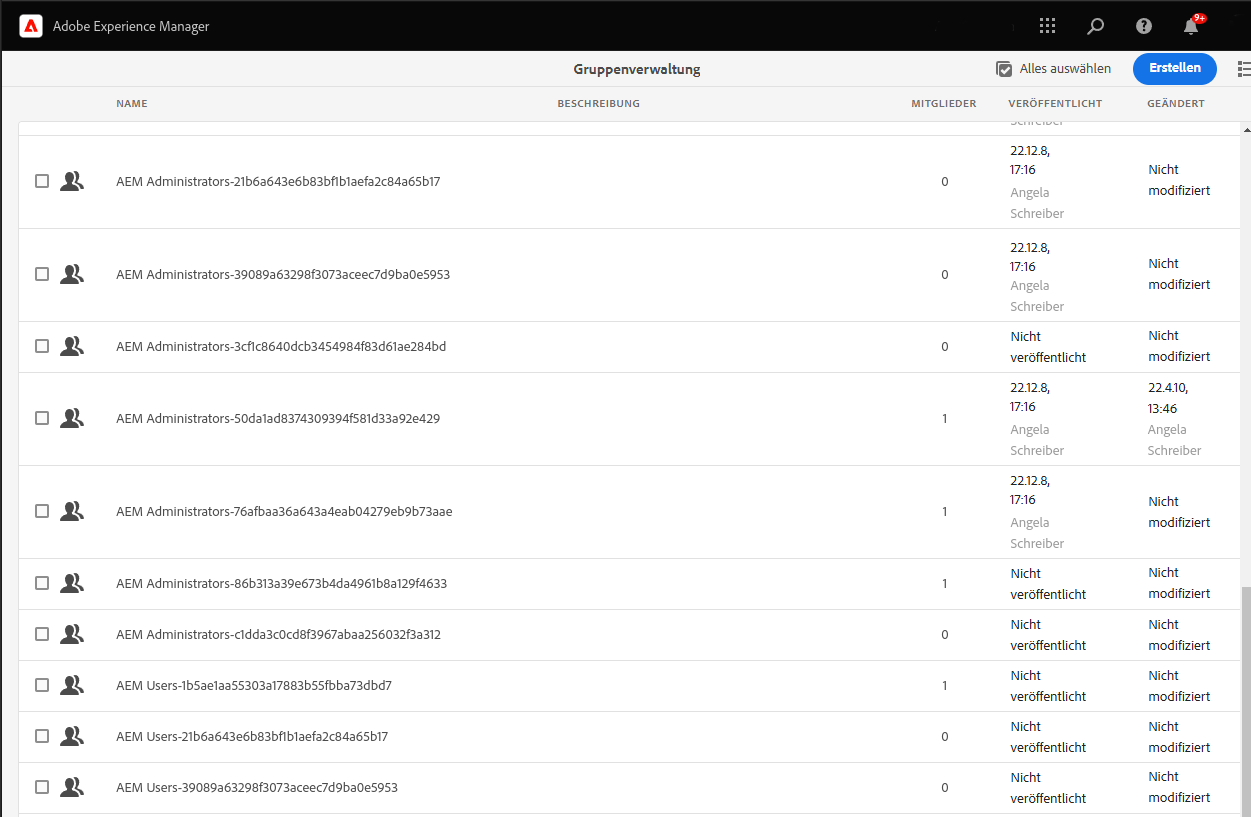 Adobe Experience Manager
9+
Gruppenverwaltung
Alles auswählen
Erstellen
NAME BESCHREIBUNG MITGLIEDER VERÖFFENTLICHT GEÄNDERT
Schreiber
AEM Administrators-21b6a643e6b83bf1b1aefa2c84a65b17
0
22.12.8,
17:16
Angela
Schreiber
Nicht
modifiziert
AEM Administrators-39089a63298f3073aceec7d9ba0e5953
0
22.12.8,
17:16
Angela
Schreiber
Nicht
modifiziert
AEM Administrators-3cf1c8640dcb3454984f83d61ae284bd
0
Nicht
veröffentlicht
Nicht
modifiziert
AEM Administrators-50da1ad8374309394f581d33a92e429
1
22.12.8,
17:16
Angela
Schreiber
22.4.10,
13:46
Angela
Schreiber
AEM Administrators-76afbaa36a643a4eab04279eb9b73aae
1
22.12.8,
17:16
Angela
Schreiber
Nicht
modifiziert
AEM Administrators-86b313a39e673b4da4961b8a129f4633
1
Nicht
veröffentlicht
Nicht
modifiziert
AEM Administrators-c1dda3c0cd8f3967abaa256032f3a312
0
Nicht
veröffentlicht
Nicht
modifiziert
AEM Users-1b5ae1aa55303a17883b55fbba73dbd7
1
Nicht
veröffentlicht
Nicht
modifiziert
AEM Users-21b6a643e6b83bf1b1aefa2c84a65b17
0
Nicht
veröffentlicht
Nicht
modifiziert
AEM Users-39089a63298f3073aceec7d9ba0e5953
0
Nicht
veröffentlicht
Nicht
modifiziert